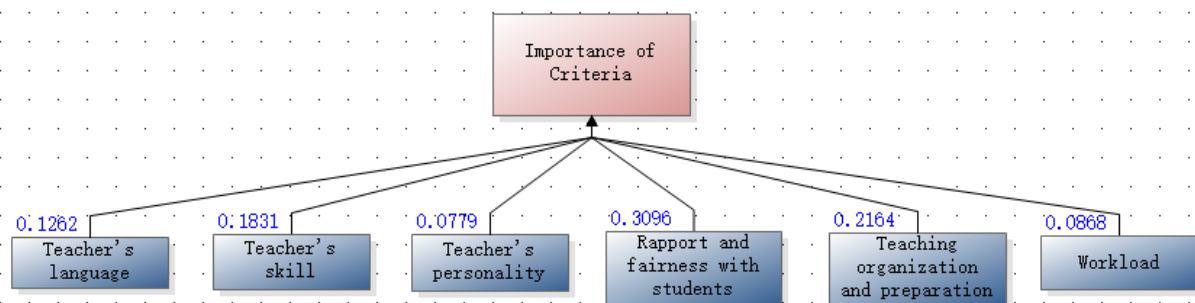 Importance of
Criteria
0.1262
0.1831
0.0779
0.3096
0.2164
0.0868
Teacher's
language
Teacher's
skill
Teacher's
personality
Rapport and
fairness with
students
Teaching
organization
and preparation
Workload